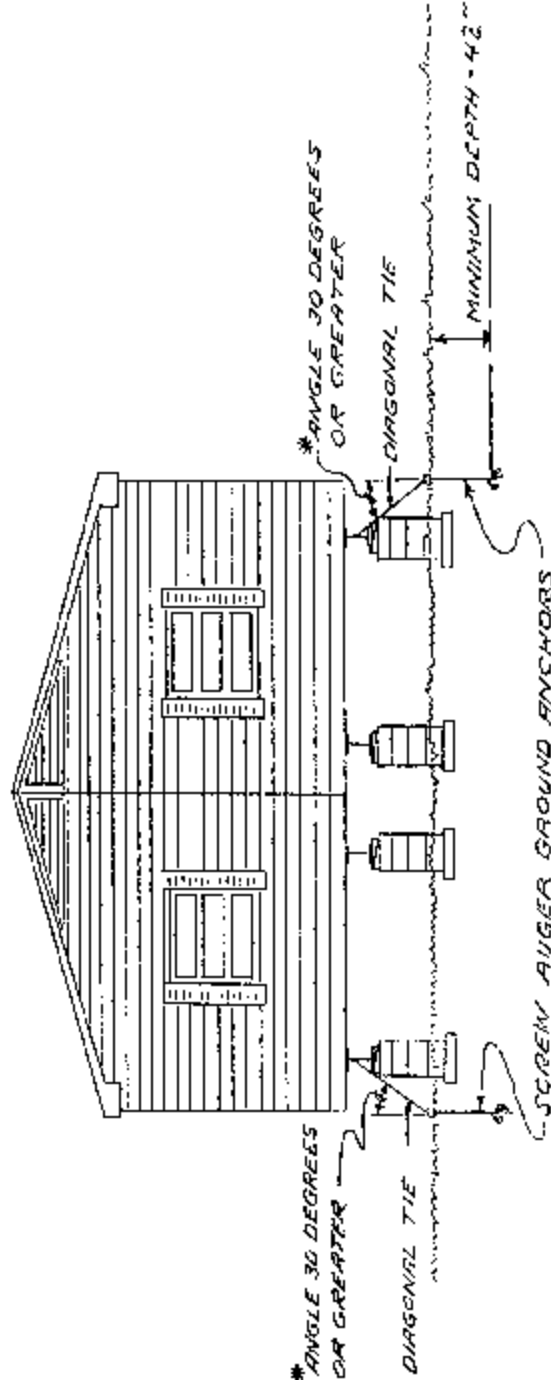 *ANGLE 30 DEGREES
OR GREATER
DIAGONAL TIE
*ANGLE 30 DEGREES
OR GREATER
DIAGONAL TIE
MINIMUM DEPTH - 42"
SCREW AUGER GROUND ANCHORS